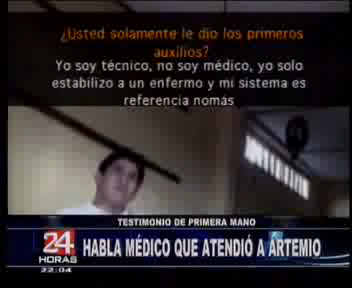 ¿Usted solamente le dio los primeros
auxilios?
Yo soy técnico, no soy médico, yo solo
estabilizo a un enfermo y mi sistema es
referencia nomás
TESTIMONIO DE PRIMERA MANO
24
HORAS
HABLA MÉDICO QUE ATENDIÓ A ARTEMIO
22:04